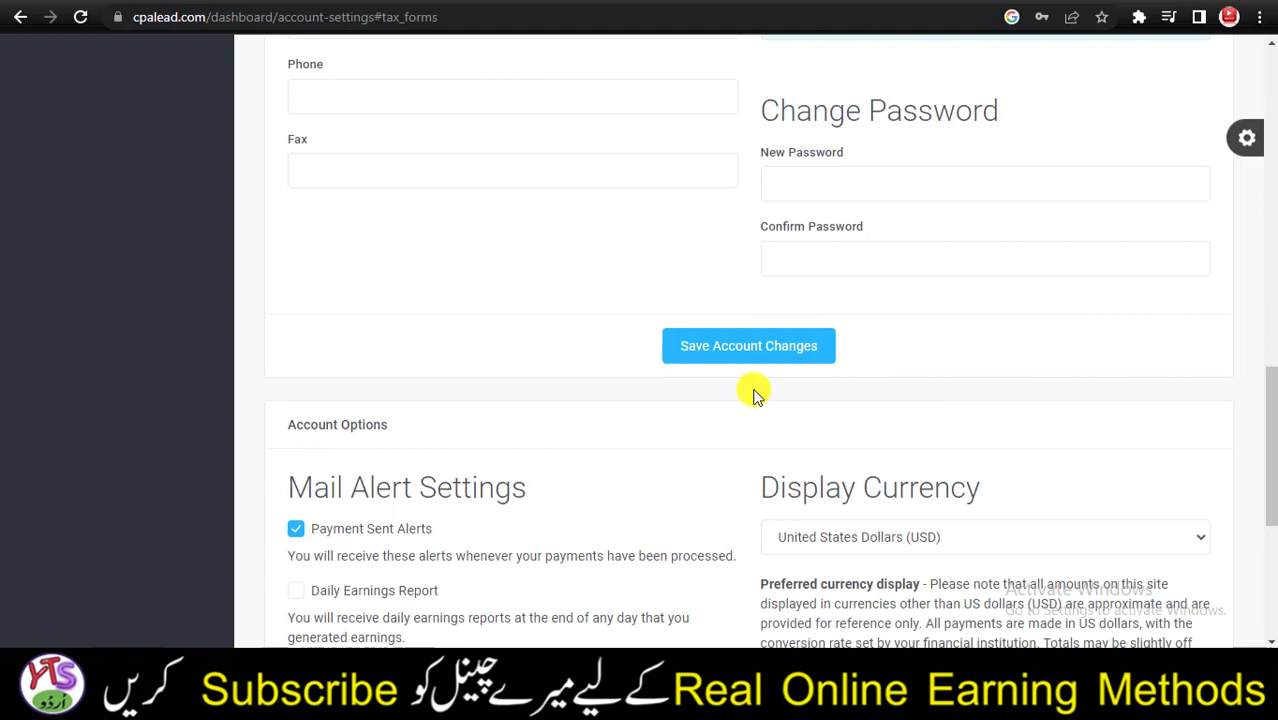 cpalead.com/dashboard/account-settings#tax_forms
Phone
Fax
Change Password
New Password
Confirm Password
Save Account Changes
Account Options
Mail Alert Settings
Payment Sent Alerts
You will receive these alerts whenever your payments have been processed.
Daily Earnings Report
You will receive daily earnings reports at the end of any day that you
generated earnings.
Display Currency
United States Dollars (USD)
Preferred currency display - Please note that all amounts on this site
displayed in currencies other than US dollars (USD) are approximate and are
provided for reference only. All payments are made in US dollars, with the
conversion rate set by your financial institution. Totals may be slightly off
Activate Windows
Go to Settings to activate Windows.
YTS
اردو
Real Online Earning Methods کے لیے میرے چینل کو Subscribe کریں